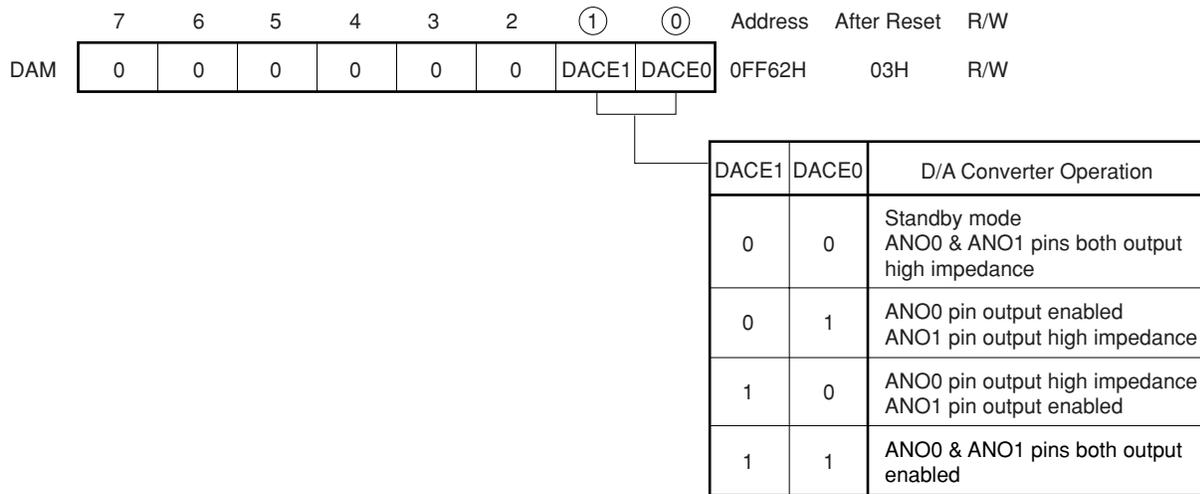 7 6 5 4 3 2 1 0 Address After Reset R/W
DAM 0 0 0 0 0 0 DACE1 DACE0 0FF62H 03H R/W
DACE1 DACE0 D/A Converter Operation
0 0 Standby mode
ANO0 & ANO1 pins both output
high impedance
0 1 ANO0 pin output enabled
ANO1 pin output high impedance
1 0 ANO0 pin output high impedance
ANO1 pin output enabled
1 1 ANO0 & ANO1 pins both output
enabled